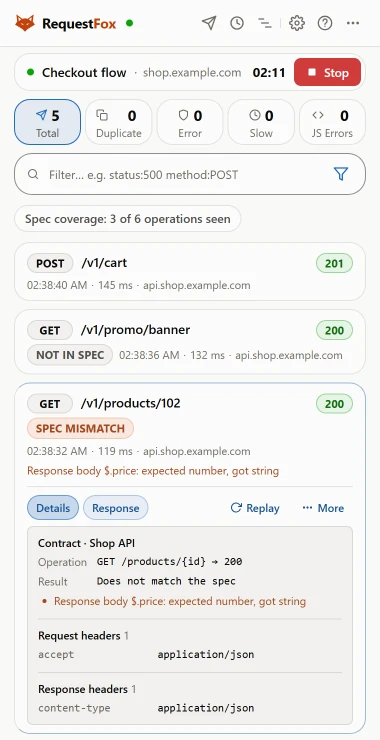 RequestFox
Checkout flow · shop.example.com 02:11 Stop
5 Total
0 Duplicate
0 Error
0 Slow
0 JS Errors
Filter... e.g. status:500 method:POST
Spec coverage: 3 of 6 operations seen
POST /v1/cart 201
02:38:40 AM · 145 ms · api.shop.example.com
GET /v1/promo/banner 200
NOT IN SPEC 02:38:36 AM · 132 ms · api.shop.example.com
GET /v1/products/102 200
SPEC MISMATCH
02:38:32 AM · 119 ms · api.shop.example.com
Response body $.price: expected number, got string
Details Response Replay ··· More
Contract · Shop API
Operation GET /products/{id} → 200
Result Does not match the spec
• Response body $.price: expected number, got string
Request headers 1
accept application/json
Response headers 1
content-type application/json